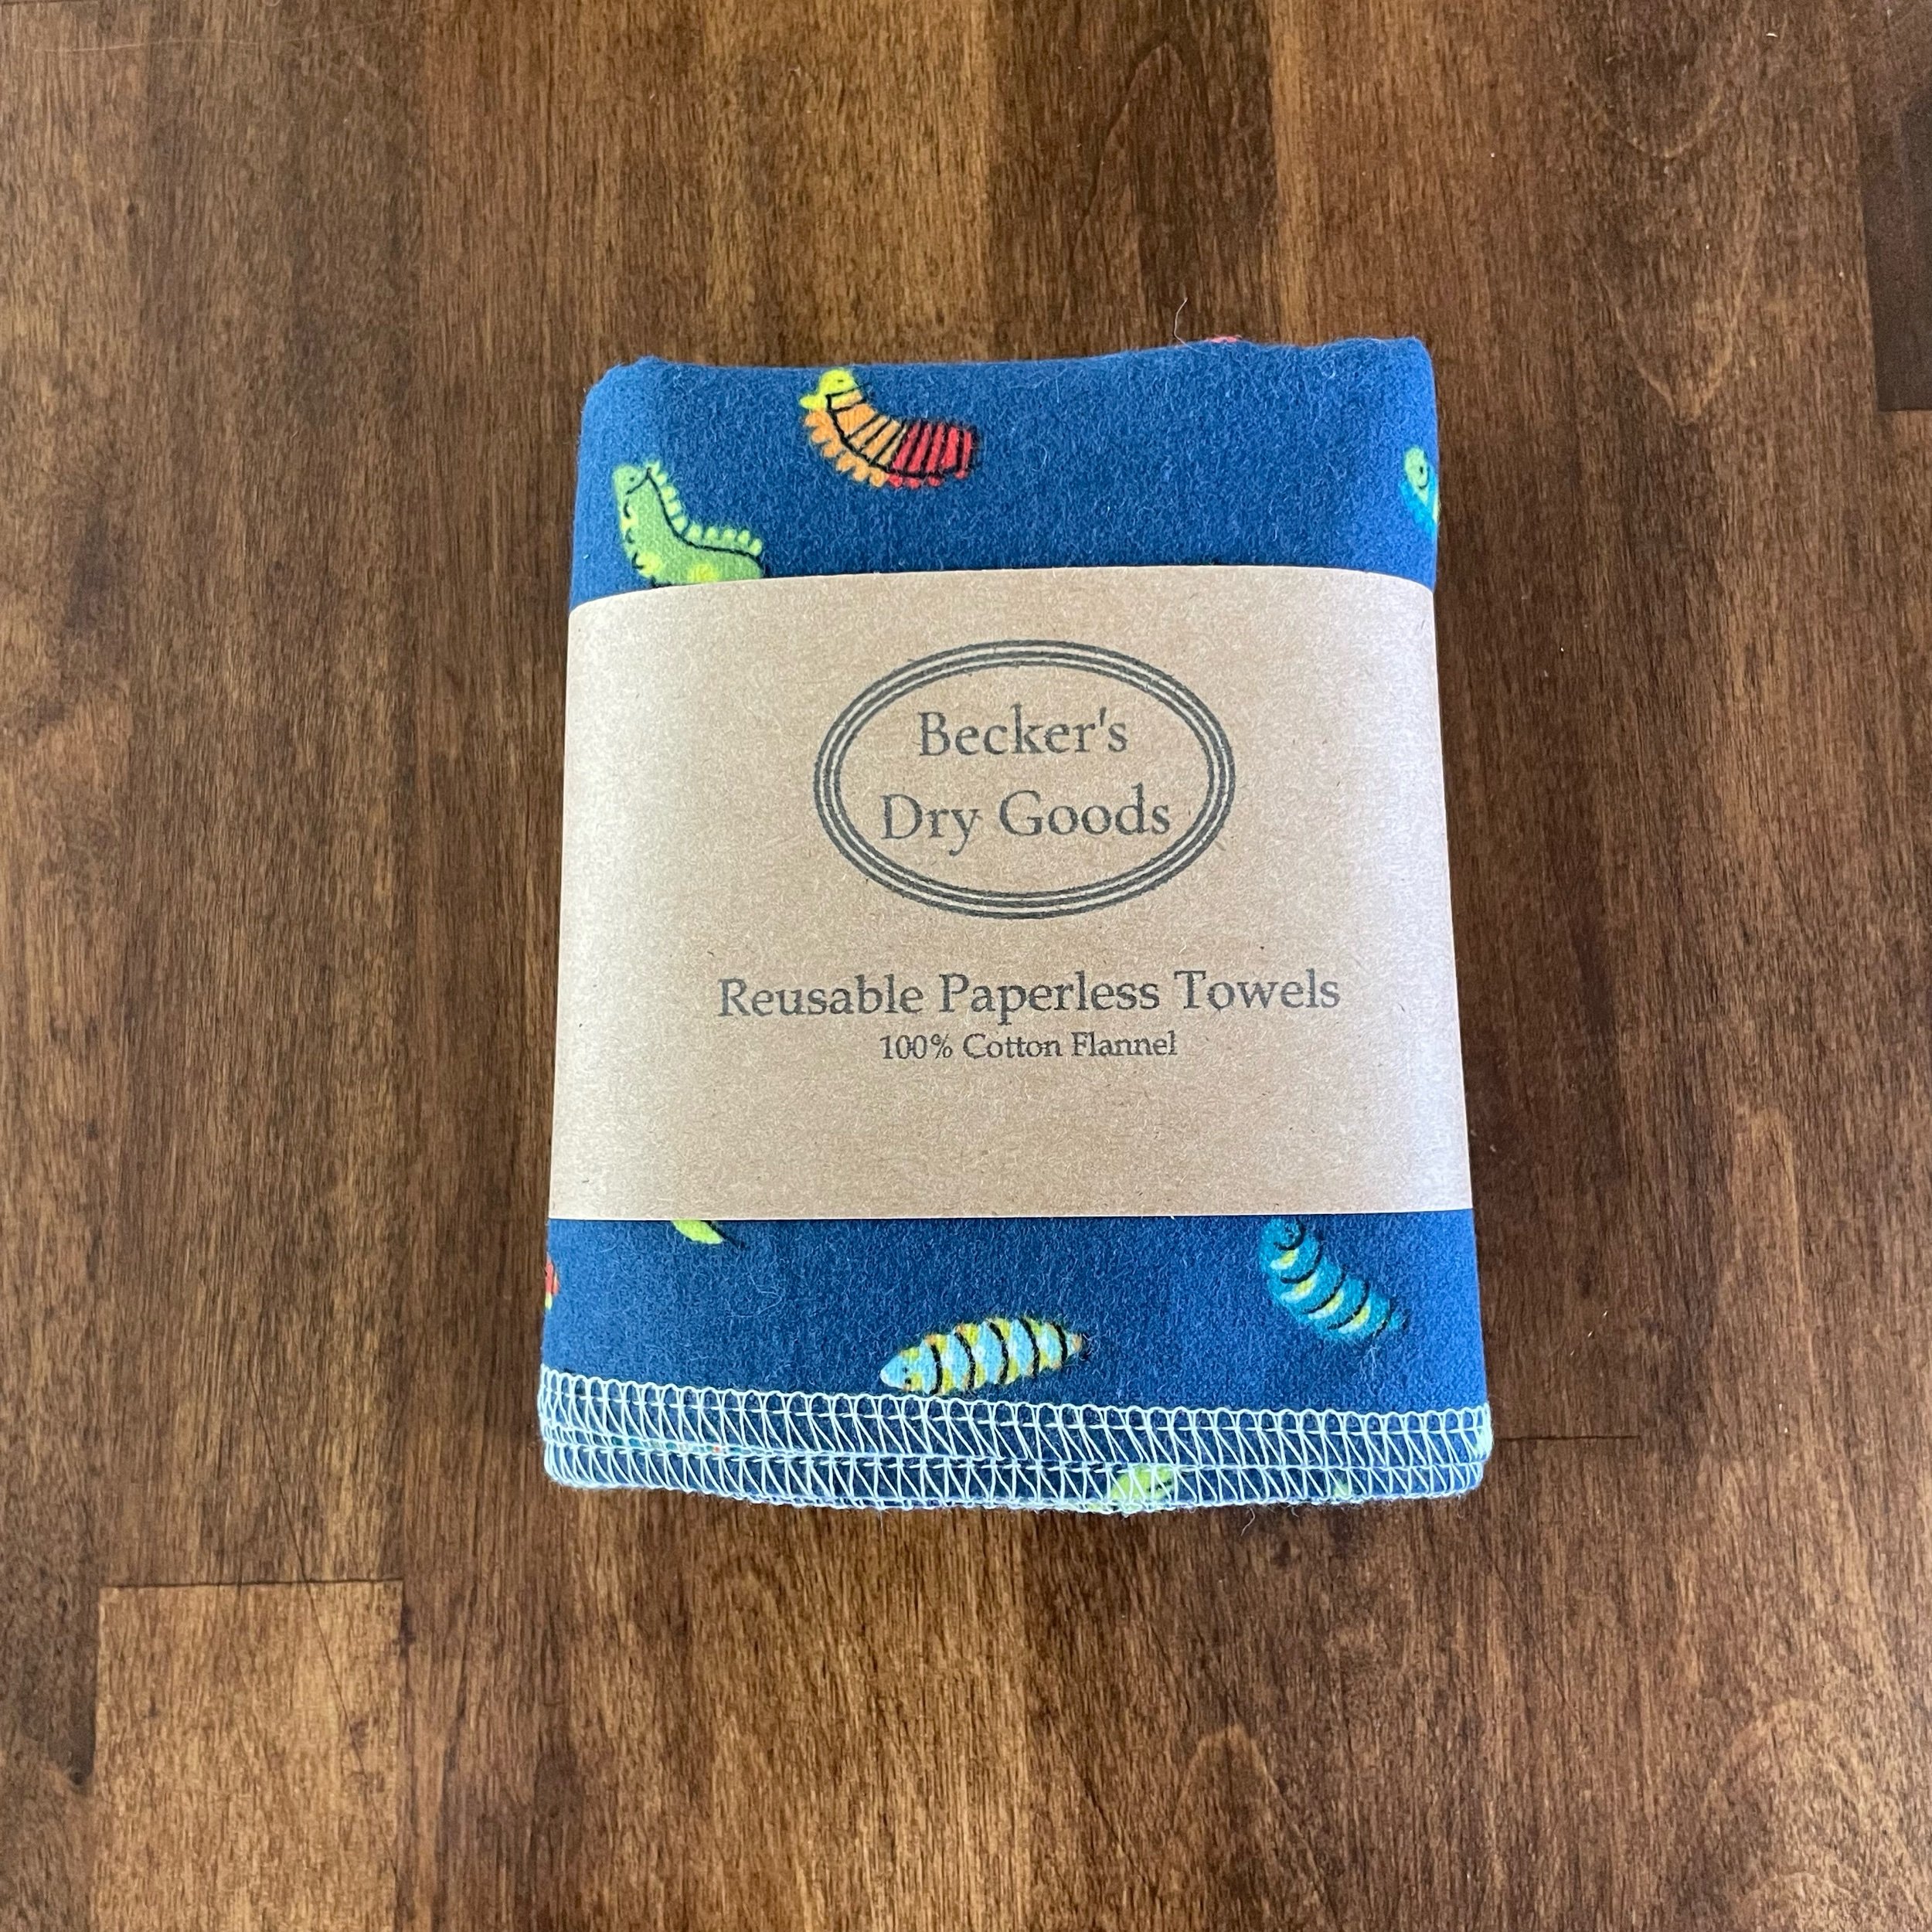 Becker's
Dry Goods
Reusable Paperless Towels
100% Cotton Flannel